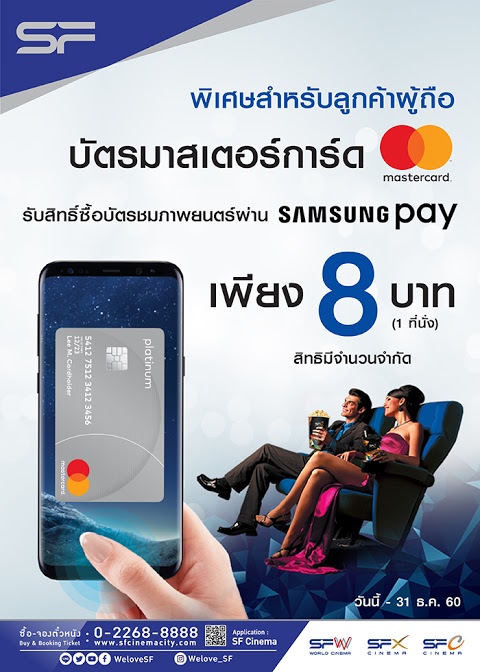 SF
พิเศษสำหรับลูกค้าผู้ถือ
บัตรมาสเตอร์การ์ด
mastercard.
รับสิทธิ์ซื้อบัตรชมภาพยนตร์ผ่าน SAMSUNG pay
เพียง 8 บาท
(1 ที่นั่ง)
สิทธิมีจำนวนจำกัด
platinum
5412 7512 3412 3456
12/23
Lee M. Cardholder
mastercard
วันนี้ - 31 ธ.ค. 60
ซื้อ-จองตั๋วหนัง 0-2268-8888
Buy & Booking Ticket www.sfcinemacity.com
Application :
SF Cinema
WeloveSF Welove_SF
SFW
WORLD CINEMA
SFX
CINEMA
SFC
CINEMA